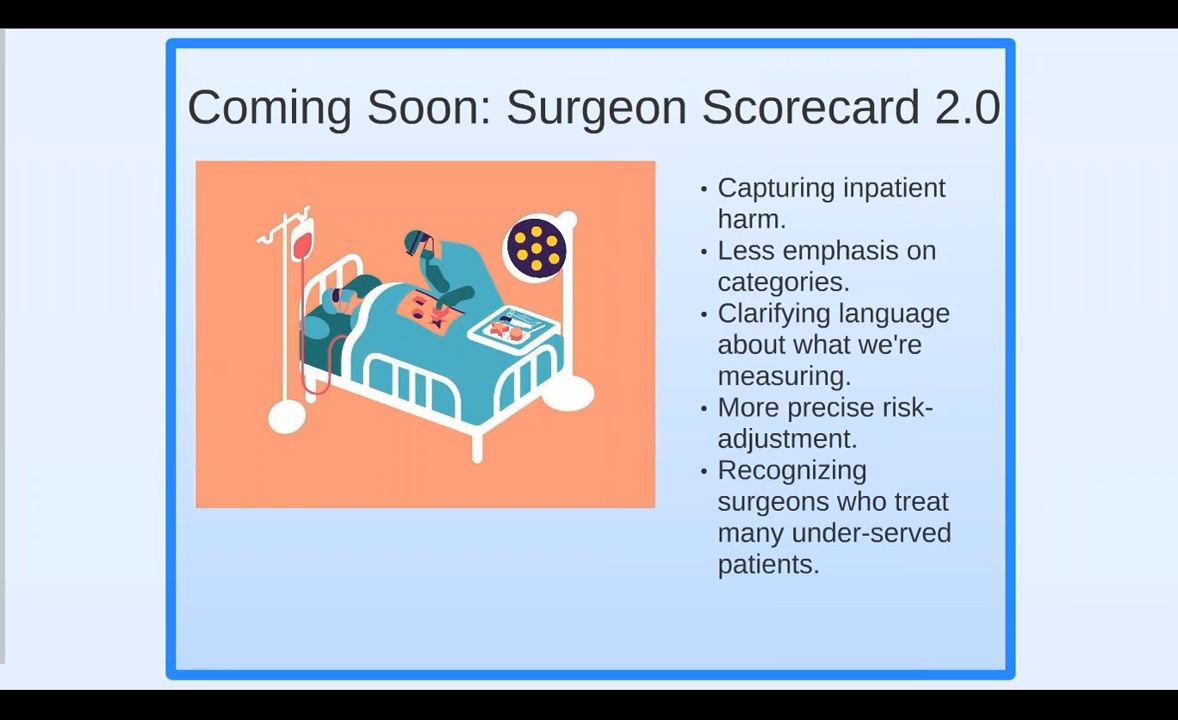 Coming Soon: Surgeon Scorecard 2.0
• Capturing inpatient
harm.
• Less emphasis on
categories.
• Clarifying language
about what we're
measuring.
• More precise risk-
adjustment.
• Recognizing
surgeons who treat
many under-served
patients.